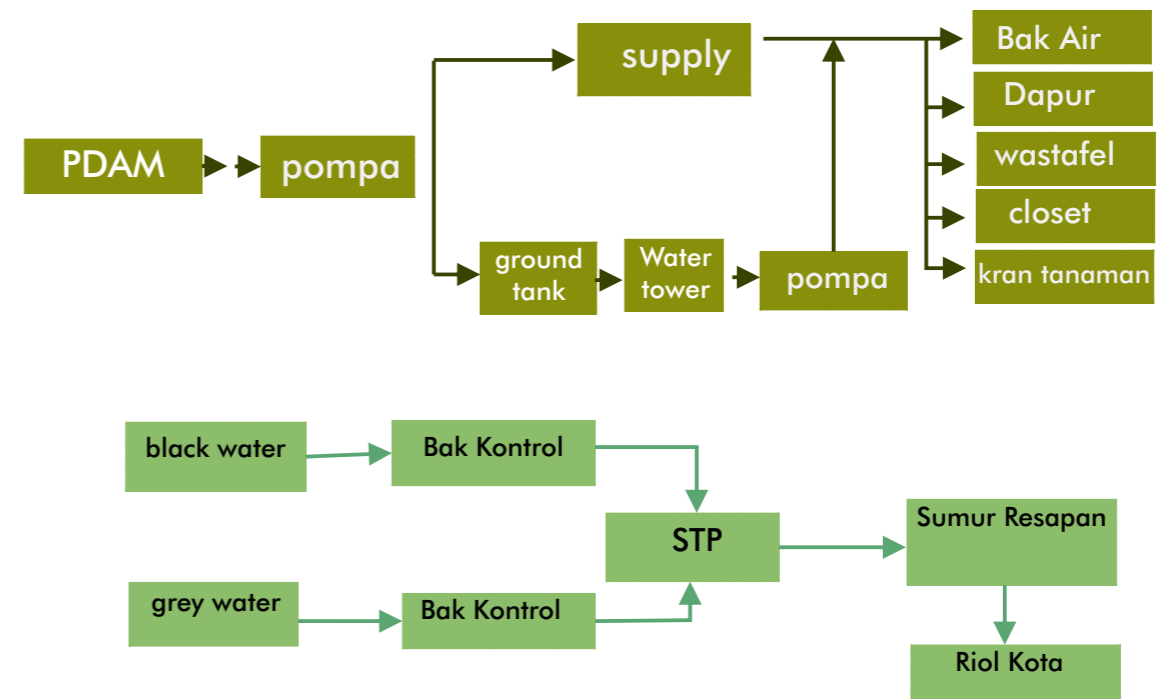 supply
Bak Air
Dapur
PDAM
pompa
wastafel
closet
ground
tank
Water
tower
pompa
kran tanaman
black water
Bak Kontrol
STP
Sumur Resapan
grey water
Bak Kontrol
Riol Kota